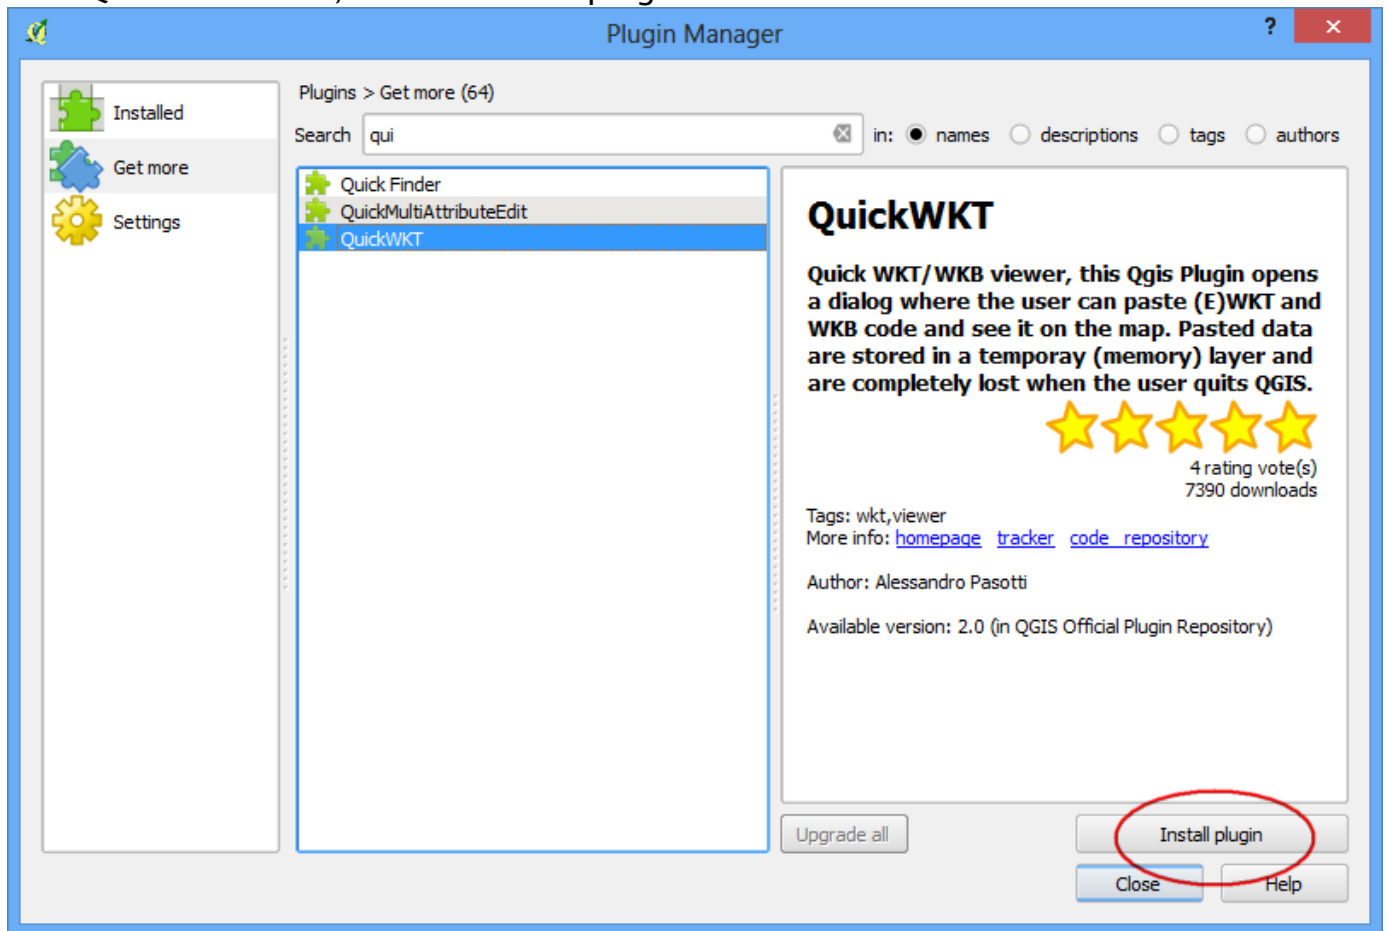 Plugin Manager
?
Installed
Get more
Settings
Plugins > Get more (64)
Search qui in: names descriptions tags authors
Quick Finder
QuickMultiAttributeEdit
QuickWKT
QuickWKT
Quick WKT/WKB viewer, this Qgis Plugin opens
a dialog where the user can paste (E)WKT and
WKB code and see it on the map. Pasted data
are stored in a temporay (memory) layer and
are completely lost when the user quits QGIS.
4 rating vote(s)
7390 downloads
Tags: wkt,viewer
More info: homepage tracker code repository
Author: Alessandro Pasotti
Available version: 2.0 (in QGIS Official Plugin Repository)
Upgrade all Install plugin
Close Help